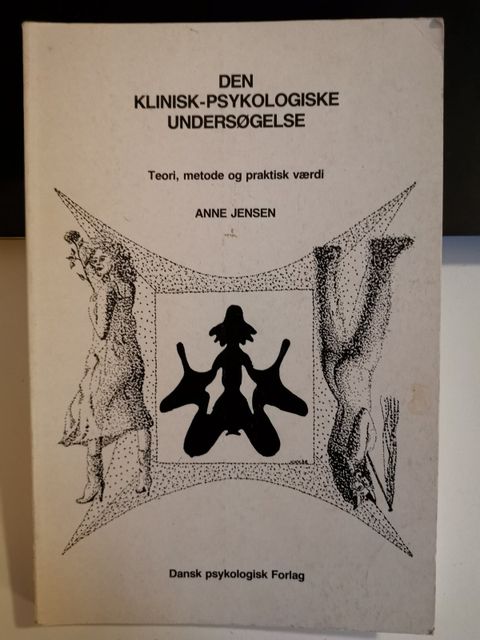 DEN
KLINISK-PSYKOLOGISKE
UNDERSØGELSE
Teori, metode og praktisk værdi
ANNE JENSEN
Dansk psykologisk Forlag